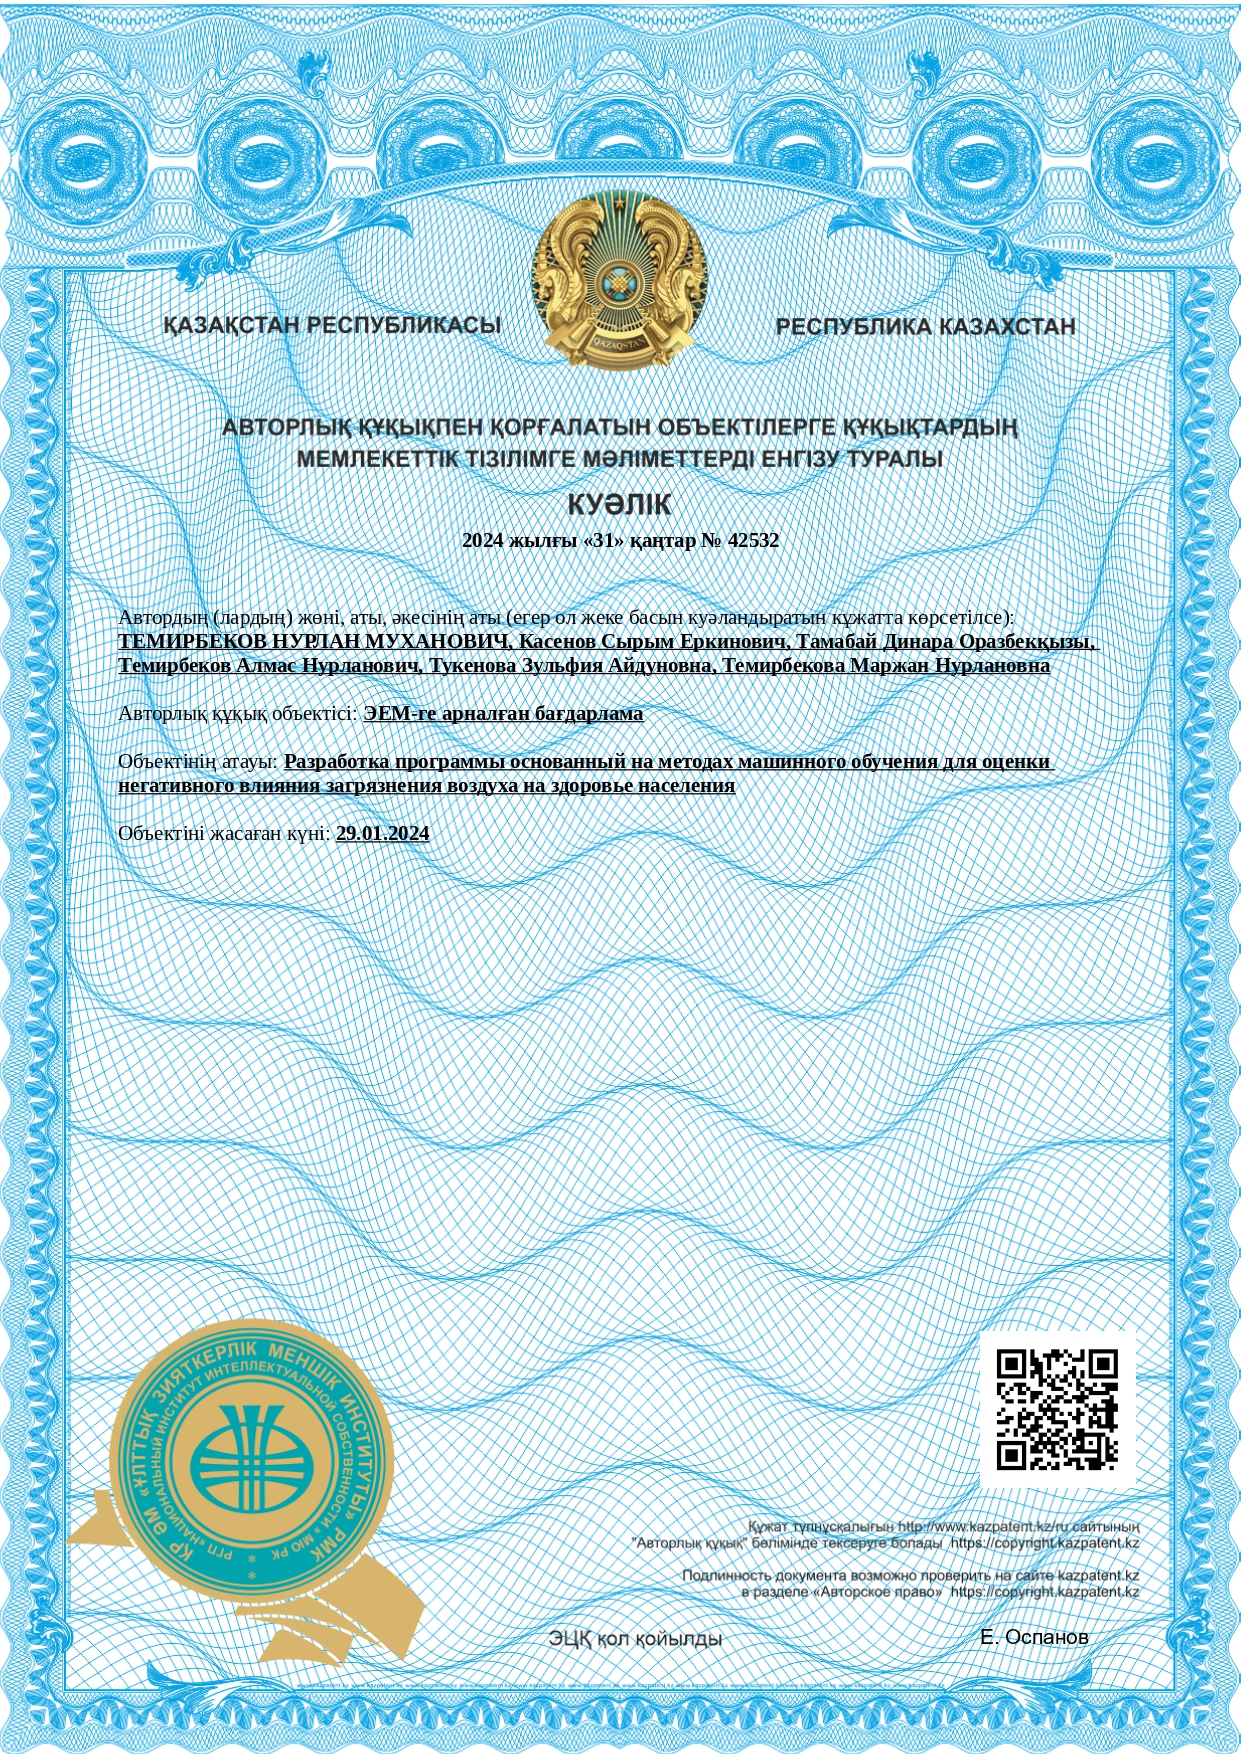 ҚАЗАҚСТАН РЕСПУБЛИКАСЫ
РЕСПУБЛИКА КАЗАХСТАН
QAZAQSTAN
АВТОРЛЫҚ ҚҰҚЫҚПЕН ҚОРҒАЛАТЫН ОБЪЕКТІЛЕРГЕ ҚҰҚЫҚТАРДЫҢ
МЕМЛЕКЕТТІК ТІЗІЛІМГЕ МӘЛІМЕТТЕРДІ ЕНГІЗУ ТУРАЛЫ
КУӘЛІК
2024 жылғы «31» қаңтар № 42532
Автордың (лардың) жөні, аты, әкесінің аты (егер ол жеке басын куәландыратын құжатта көрсетілсе):
ТЕМИРБЕКОВ НУРЛАН МУХАНОВИЧ, Касенов Сырым Еркинович, Тамабай Динара Оразбекқызы,
Темирбеков Алмас Нурланович, Тукенова Зульфия Айдуновна, Темирбекова Маржан Нурлановна
Авторлық құқық объектісі: ЭЕМ-ге арналған бағдарлама
Объектінің атауы: Разработка программы основанный на методах машинного обучения для оценки
негативного влияния загрязнения воздуха на здоровье населения
Объектіні жасаған күні: 29.01.2024
ҚР ӘМ «ҰЛТТЫҚ ЗИЯТКЕРЛІК МЕНШІК ИНСТИТУТЫ» РМК
РГП «НАЦИОНАЛЬНЫЙ ИНСТИТУТ ИНТЕЛЛЕКТУАЛЬНОЙ СОБСТВЕННОСТИ» МЮ РК
Құжат түпнұсқалығын http://www.kazpatent.kz/ru сайтының
"Авторлық құқық" бөлімінде тексеруге болады https://copyright.kazpatent.kz
Подлинность документа возможно проверить на сайте kazpatent.kz
в разделе «Авторское право» https://copyright.kazpatent.kz
ЭЦҚ қол қойылды
Е. Оспанов